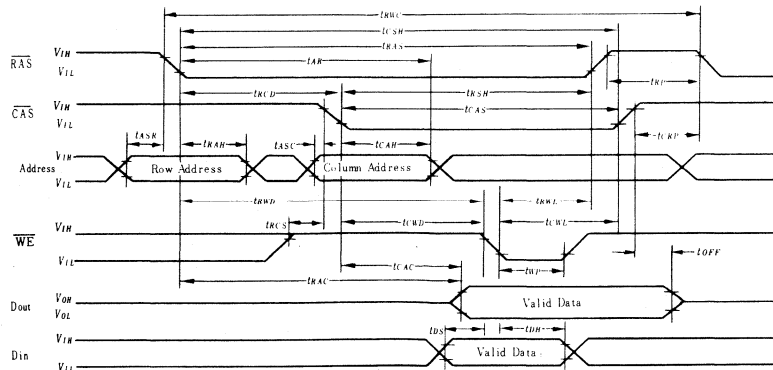 tRWC
tCSH
tRAS
tAR
RAS VIH
VIL
tRP
tRCD tRSH
CAS VIH
VIL
tCAS
tCRP
tASR tRAH tASC tCAH
Address VIH
VIL
Row Address Column Address
tRWD tRWL
tRCS tCWD tCWL
WE VIH
VIL
tWP
tOFF
tCAC
tRAC
Dout VOH
VOL
Valid Data
tDS tDH
Din VIH
VIL
Valid Data